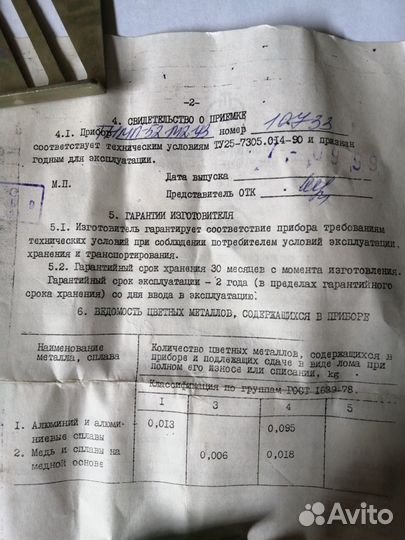 -2-
4. СВИДЕТЕЛЬСТВО О ПРИЕМКЕ
4.I. Прибор номер 10733
соответствует техническим условиям ТУ25-7305.014-90 и признан
годным для эксплуатации.
Дата выпуска
М.П.
Представитель ОТК
5. ГАРАНТИИ ИЗГОТОВИТЕЛЯ
5.I. Изготовитель гарантирует соответствие прибора требованиям
технических условий при соблюдении потребителем условий эксплуатации,
хранения и транспортирования.
5.2. Гарантийный срок хранения 30 месяцев с момента изготовления.
Гарантийный срок эксплуатации - 2 года (в пределах гарантийного
срока хранения) со дня ввода в эксплуатацию.
6. ВЕДОМОСТЬ ЦВЕТНЫХ МЕТАЛЛОВ, СОДЕРЖАЩИХСЯ В ПРИБОРЕ
Наименование металла, сплава
Количество цветных металлов, содержащихся в
приборе и подлежащих сдаче в виде лома при
полном его износе или списании, kg
Классификация по группам ГОСТ 1639-78.
I 3 4 5
I. Алюминий и алюми-
ниевые сплавы 0,013 0,095
2. Медь и сплавы на
медной основе 0,006 0,018
Avito